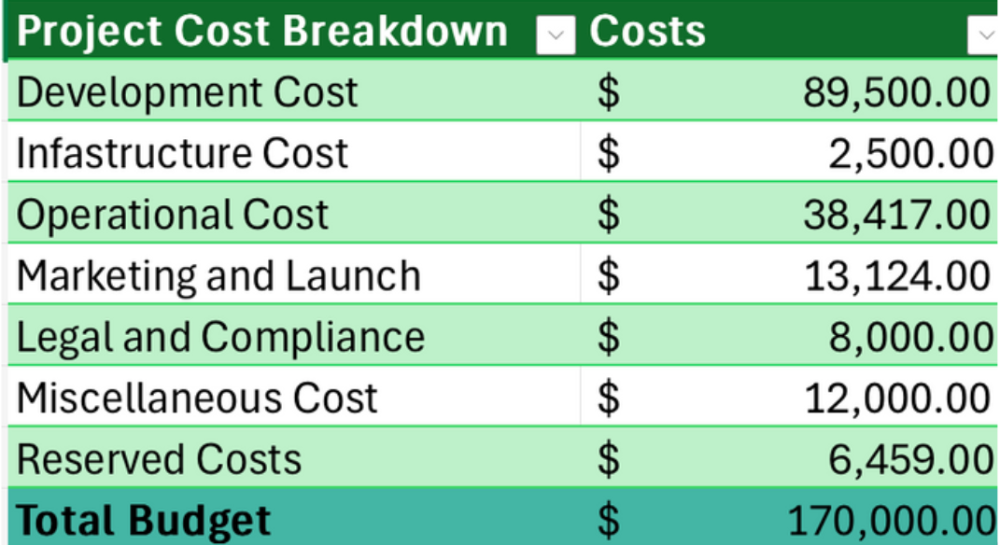 Project Cost Breakdown Costs
Development Cost $ 89,500.00
Infastructure Cost $ 2,500.00
Operational Cost $ 38,417.00
Marketing and Launch $ 13,124.00
Legal and Compliance $ 8,000.00
Miscellaneous Cost $ 12,000.00
Reserved Costs $ 6,459.00
Total Budget $ 170,000.00